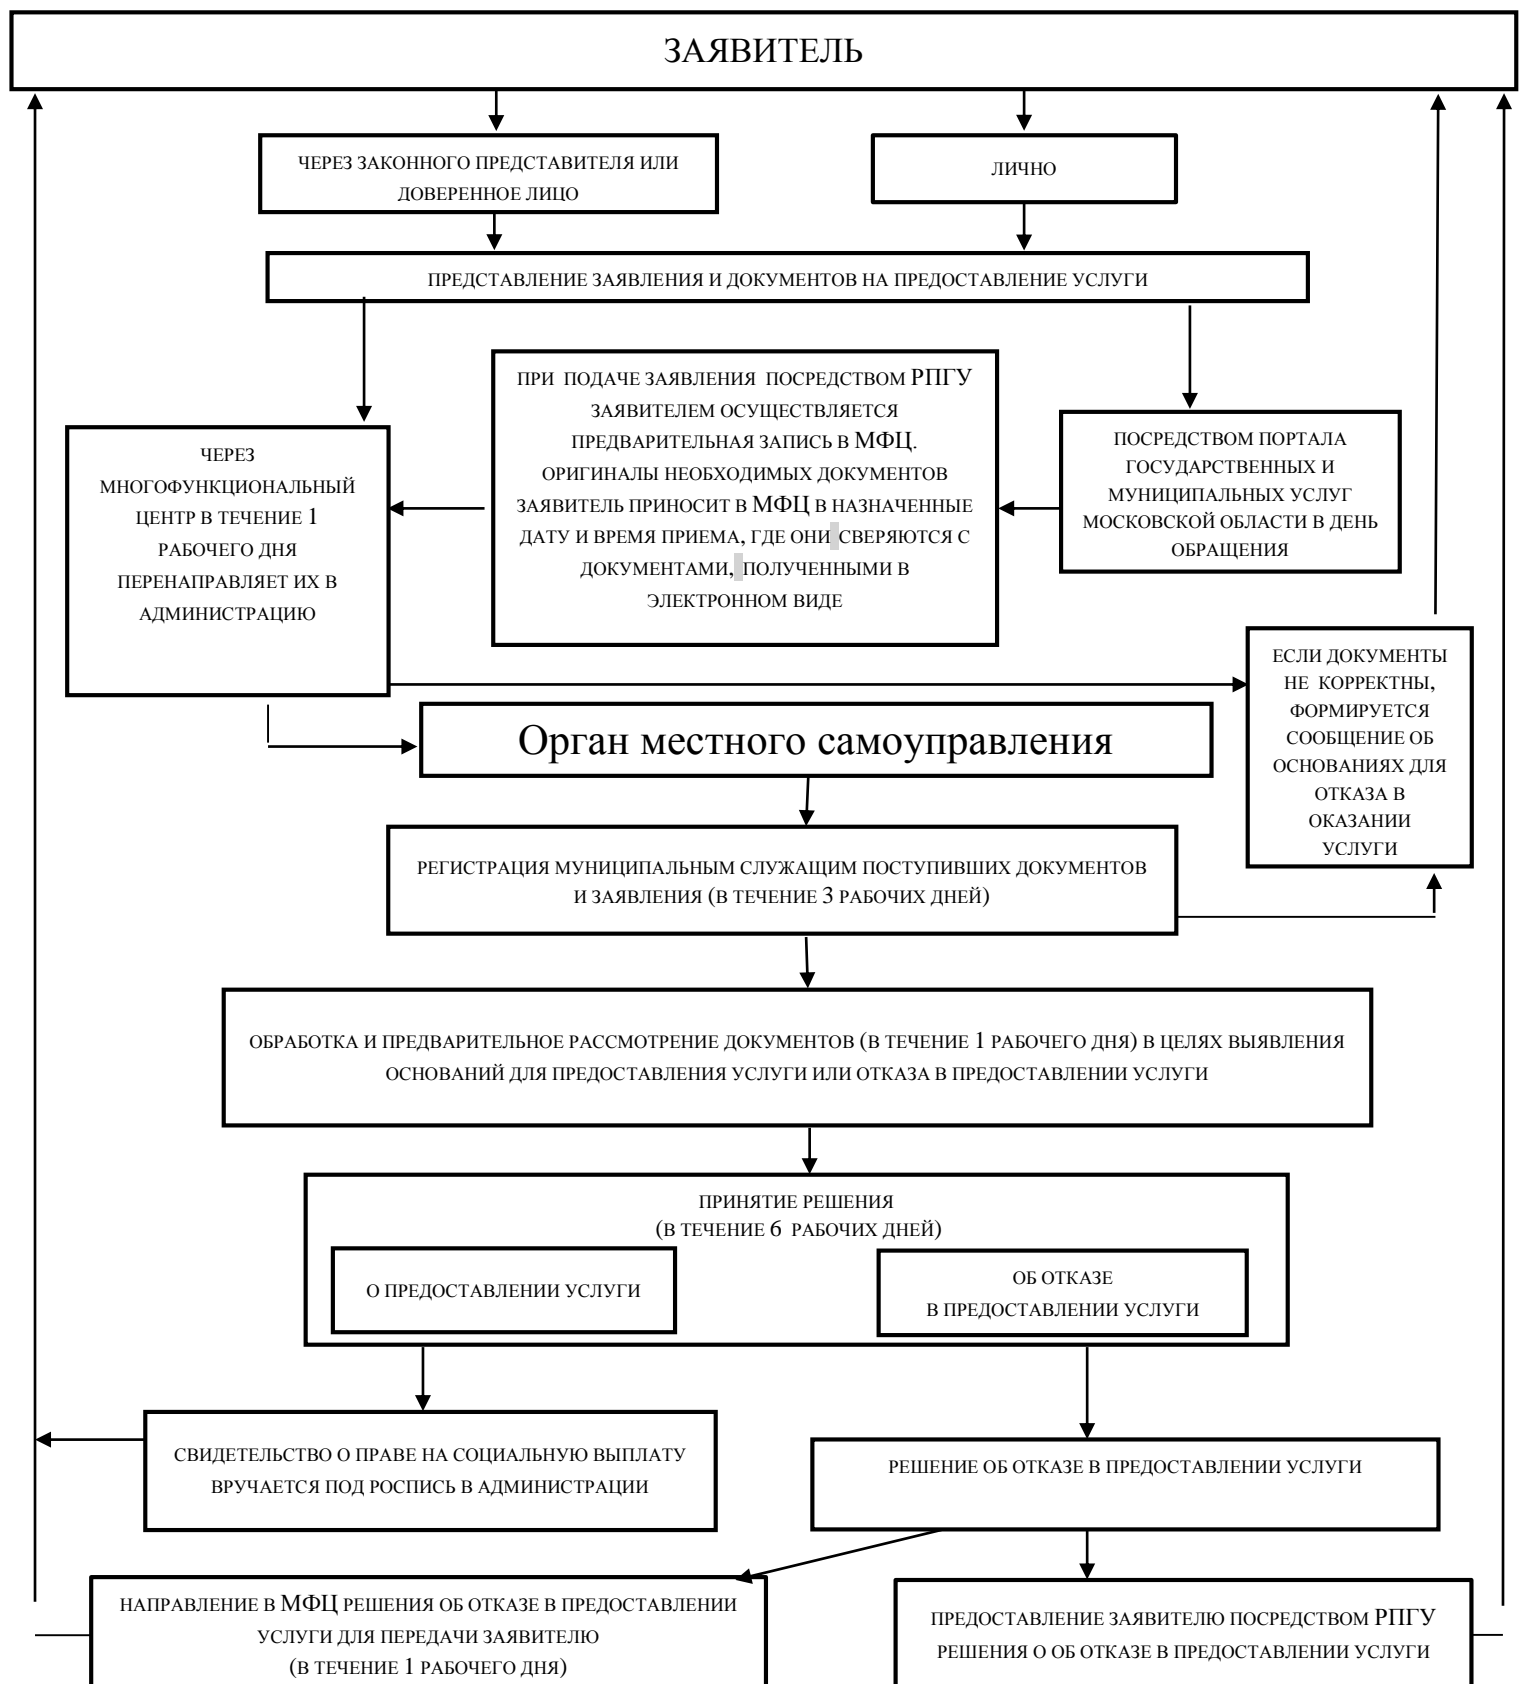 ЗАЯВИТЕЛЬ
ЧЕРЕЗ ЗАКОННОГО ПРЕДСТАВИТЕЛЯ ИЛИ
ДОВЕРЕННОЕ ЛИЦО
ЛИЧНО
ПРЕДСТАВЛЕНИЕ ЗАЯВЛЕНИЯ И ДОКУМЕНТОВ НА ПРЕДОСТАВЛЕНИЕ УСЛУГИ
ПРИ ПОДАЧЕ ЗАЯВЛЕНИЯ ПОСРЕДСТВОМ РПГУ
ЗАЯВИТЕЛЕМ ОСУЩЕСТВЛЯЕТСЯ
ПРЕДВАРИТЕЛЬНАЯ ЗАПИСЬ В МФЦ.
ОРИГИНАЛЫ НЕОБХОДИМЫХ ДОКУМЕНТОВ
ЗАЯВИТЕЛЬ ПРИНОСИТ В МФЦ В НАЗНАЧЕННЫЕ
ДАТУ И ВРЕМЯ ПРИЕМА, ГДЕ ОНИ СВЕРЯЮТСЯ С
ДОКУМЕНТАМИ, ПОЛУЧЕННЫМИ В
ЭЛЕКТРОННОМ ВИДЕ
ПОСРЕДСТВОМ ПОРТАЛА
ГОСУДАРСТВЕННЫХ И
МУНИЦИПАЛЬНЫХ УСЛУГ
МОСКОВСКОЙ ОБЛАСТИ В ДЕНЬ
ОБРАЩЕНИЯ
ЧЕРЕЗ
МНОГОФУНКЦИОНАЛЬНЫЙ
ЦЕНТР В ТЕЧЕНИЕ 1
РАБОЧЕГО ДНЯ
ПЕРЕНАПРАВЛЯЕТ ИХ В
АДМИНИСТРАЦИЮ
ЕСЛИ ДОКУМЕНТЫ
НЕ КОРРЕКТНЫ,
ФОРМИРУЕТСЯ
СООБЩЕНИЕ ОБ
ОСНОВАНИЯХ ДЛЯ
ОТКАЗА В
ОКАЗАНИИ
УСЛУГИ
Орган местного самоуправления
РЕГИСТРАЦИЯ МУНИЦИПАЛЬНЫМ СЛУЖАЩИМ ПОСТУПИВШИХ ДОКУМЕНТОВ
И ЗАЯВЛЕНИЯ (В ТЕЧЕНИЕ 3 РАБОЧИХ ДНЕЙ)
ОБРАБОТКА И ПРЕДВАРИТЕЛЬНОЕ РАССМОТРЕНИЕ ДОКУМЕНТОВ (В ТЕЧЕНИЕ 1 РАБОЧЕГО ДНЯ) В ЦЕЛЯХ ВЫЯВЛЕНИЯ
ОСНОВАНИЙ ДЛЯ ПРЕДОСТАВЛЕНИЯ УСЛУГИ ИЛИ ОТКАЗА В ПРЕДОСТАВЛЕНИИ УСЛУГИ
ПРИНЯТИЕ РЕШЕНИЯ
(В ТЕЧЕНИЕ 6 РАБОЧИХ ДНЕЙ)
О ПРЕДОСТАВЛЕНИИ УСЛУГИ
ОБ ОТКАЗЕ
В ПРЕДОСТАВЛЕНИИ УСЛУГИ
СВИДЕТЕЛЬСТВО О ПРАВЕ НА СОЦИАЛЬНУЮ ВЫПЛАТУ
ВРУЧАЕТСЯ ПОД РОСПИСЬ В АДМИНИСТРАЦИИ
РЕШЕНИЕ ОБ ОТКАЗЕ В ПРЕДОСТАВЛЕНИИ УСЛУГИ
НАПРАВЛЕНИЕ В МФЦ РЕШЕНИЯ ОБ ОТКАЗЕ В ПРЕДОСТАВЛЕНИИ
УСЛУГИ ДЛЯ ПЕРЕДАЧИ ЗАЯВИТЕЛЮ
(В ТЕЧЕНИЕ 1 РАБОЧЕГО ДНЯ)
ПРЕДОСТАВЛЕНИЕ ЗАЯВИТЕЛЮ ПОСРЕДСТВОМ РПГУ
РЕШЕНИЯ О ОБ ОТКАЗЕ В ПРЕДОСТАВЛЕНИИ УСЛУГИ